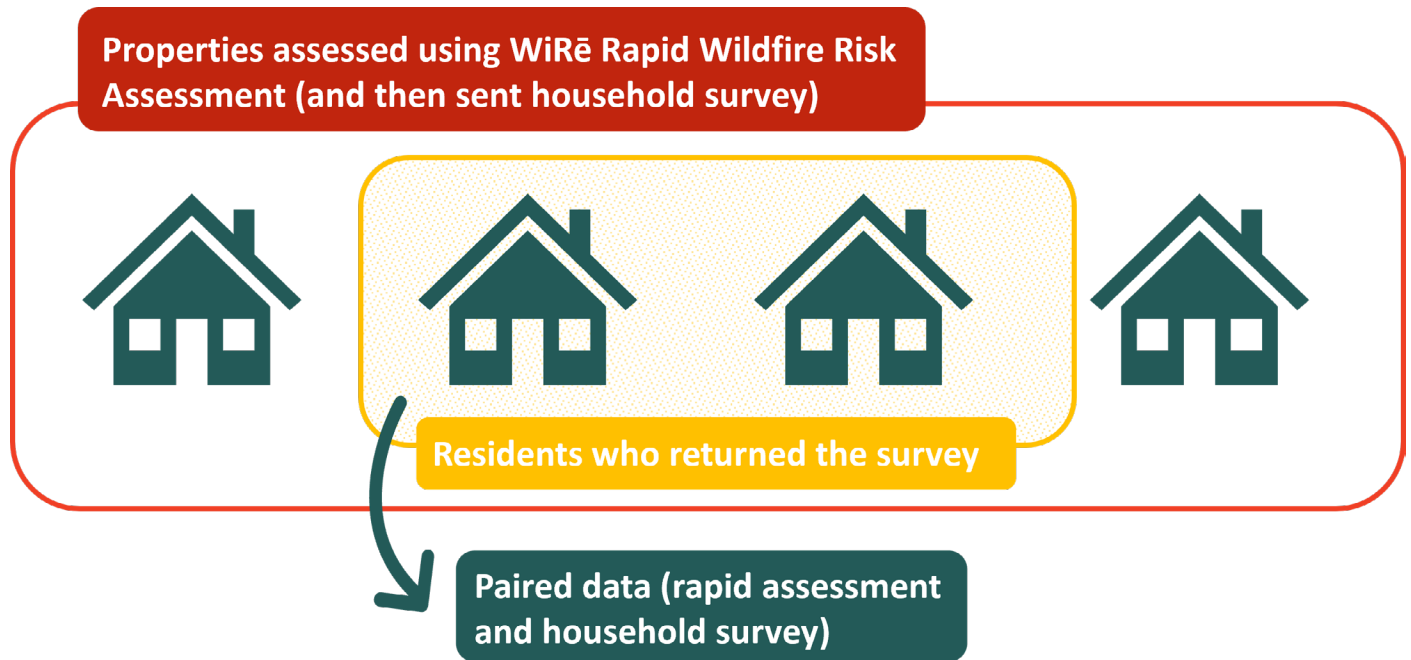 Properties assessed using WiRē Rapid Wildfire Risk
Assessment (and then sent household survey)
Residents who returned the survey
Paired data (rapid assessment
and household survey)